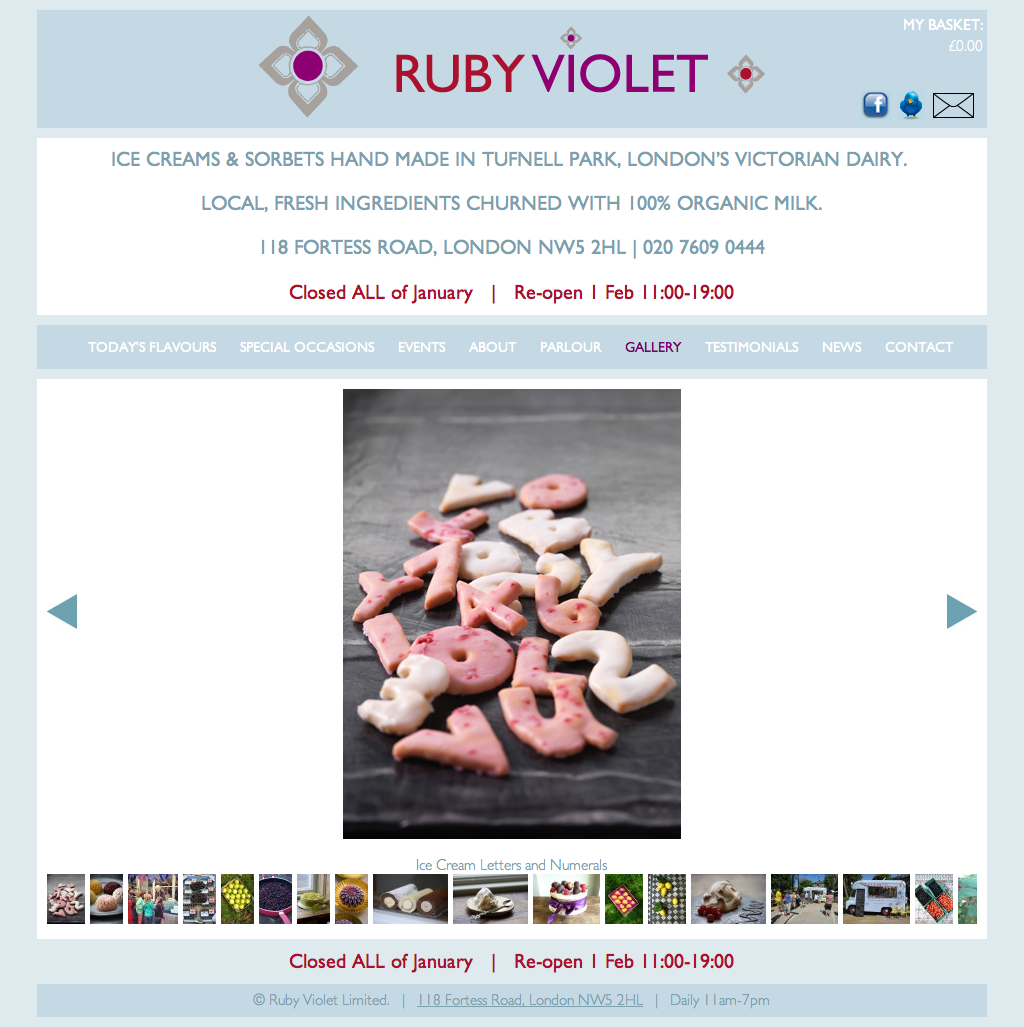 MY BASKET:
£0.00
RUBY VIOLET
ICE CREAMS & SORBETS HAND MADE IN TUFNELL PARK, LONDON'S VICTORIAN DAIRY.
LOCAL, FRESH INGREDIENTS CHURNED WITH 100% ORGANIC MILK.
118 FORTESS ROAD, LONDON NW5 2HL | 020 7609 0444
Closed ALL of January | Re-open 1 Feb 11:00-19:00
TODAY'S FLAVOURS SPECIAL OCCASIONS EVENTS ABOUT PARLOUR GALLERY TESTIMONIALS NEWS CONTACT
Ice Cream Letters and Numerals
Closed ALL of January | Re-open 1 Feb 11:00-19:00
© Ruby Violet Limited. | 118 Fortess Road, London NW5 2HL | Daily 11am-7pm